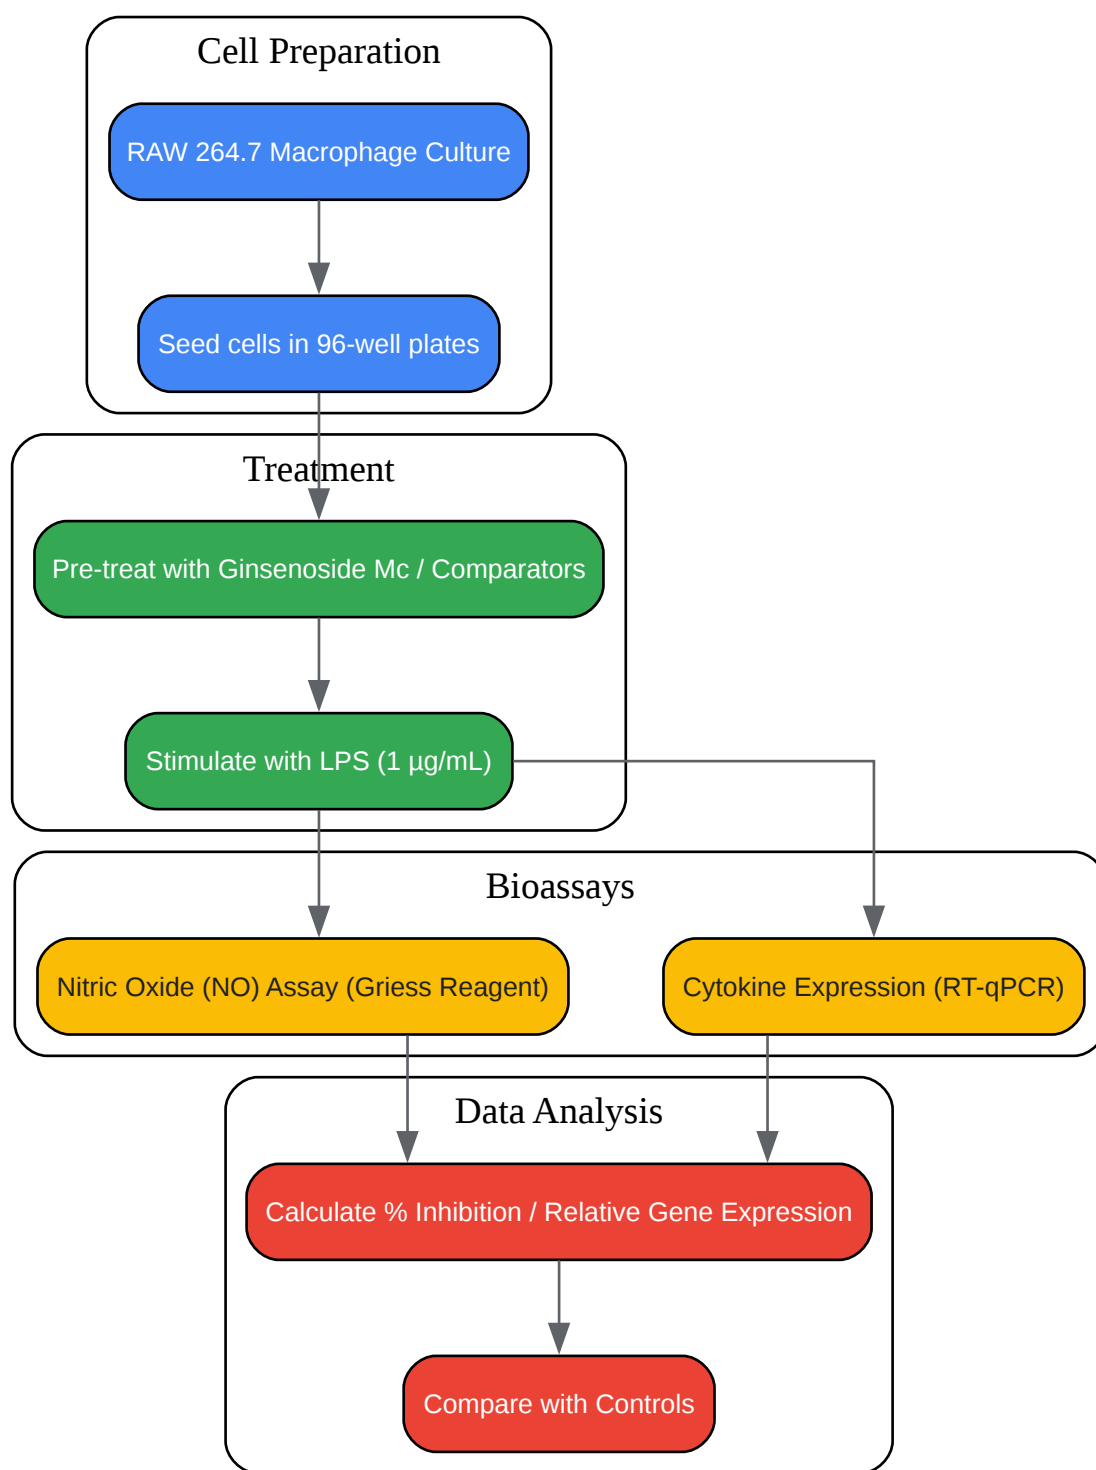 Cell Preparation
RAW 264.7 Macrophage Culture
Seed cells in 96-well plates
Treatment
Pre-treat with Ginsenoside Mc / Comparators
Stimulate with LPS (1 µg/mL)
Bioassays
Nitric Oxide (NO) Assay (Griess Reagent)
Cytokine Expression (RT-qPCR)
Data Analysis
Calculate % Inhibition / Relative Gene Expression
Compare with Controls